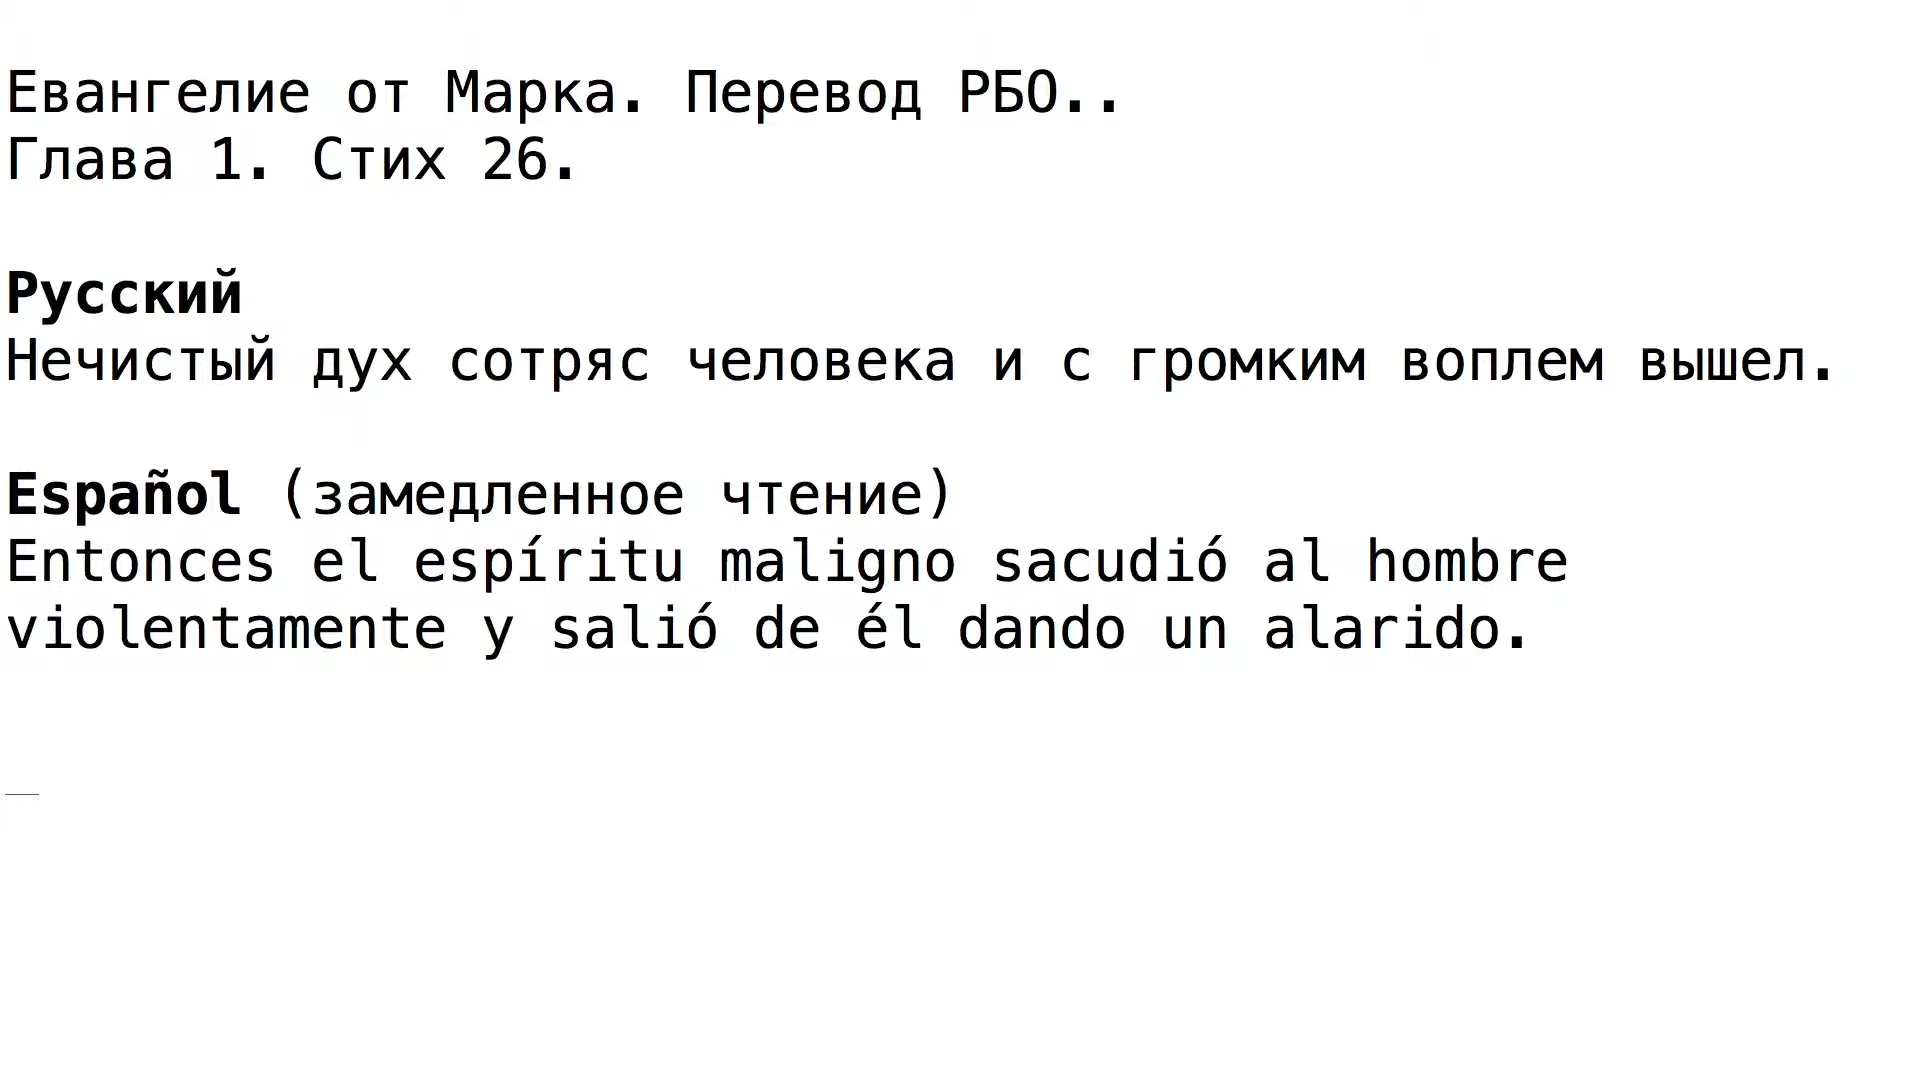 Евангелие от Марка. Перевод РБО..
Глава 1. Стих 26.
Русский
Нечистый дух сотряс человека и с громким воплем вышел.
Español (замедленное чтение)
Entonces el espíritu maligno sacudió al hombre
violentamente y salió de él dando un alarido.